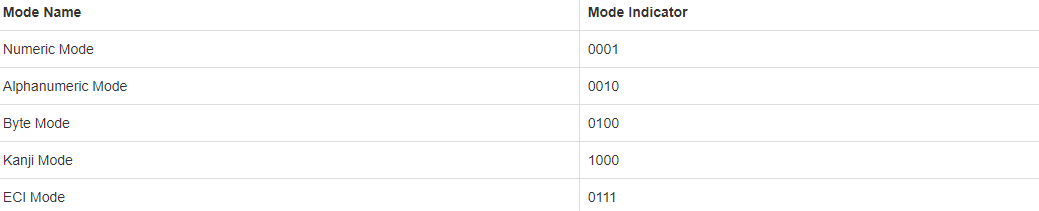 Mode Name Mode Indicator
Numeric Mode 0001
Alphanumeric Mode 0010
Byte Mode 0100
Kanji Mode 1000
ECI Mode 0111